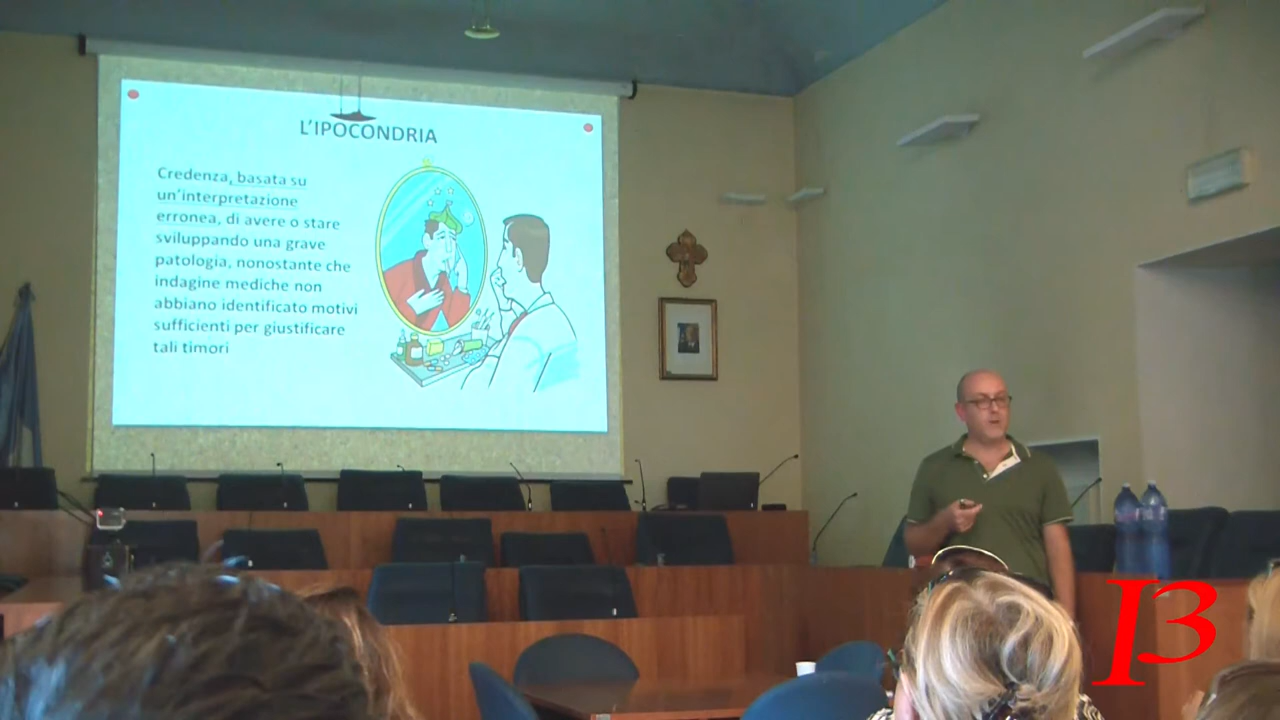 L'IPOCONDRIA
Credenza, basata su
un'interpretazione
erronea, di avere o stare
sviluppando una grave
patologia, nonostante che
indagine mediche non
abbiano identificato motivi
sufficienti per giustificare
tali timori
I3